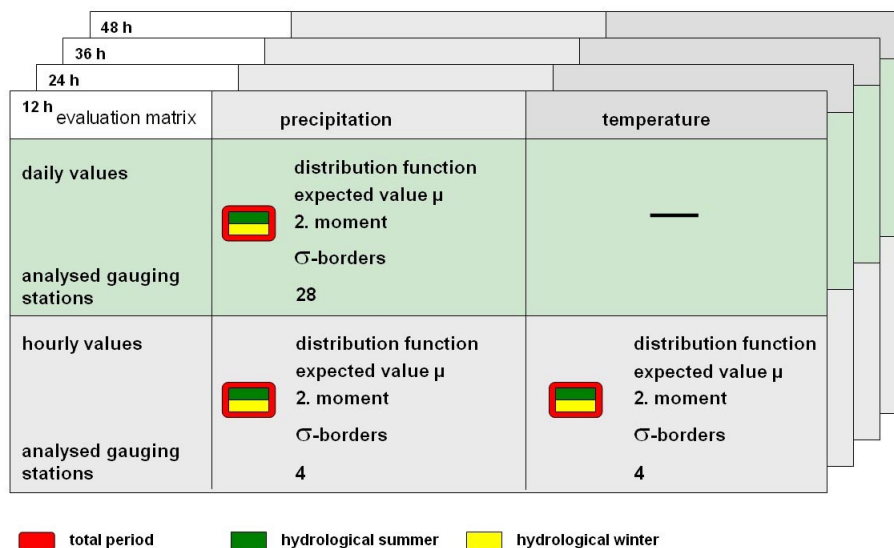 48 h
36 h
24 h
12 h evaluation matrix
precipitation
temperature
daily values
distribution function
expected value μ
2. moment
σ-borders
analysed gauging
stations
28
—
hourly values
distribution function
expected value μ
2. moment
σ-borders
analysed gauging
stations
4
distribution function
expected value μ
2. moment
σ-borders
4
total period
hydrological summer
hydrological winter